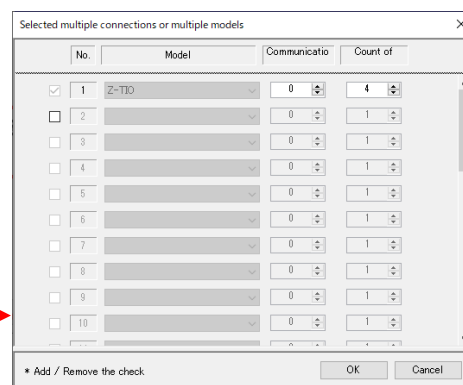 Selected multiple connections or multiple models
No. Model Communicatio Count of
1 Z-TIO 0 4
2 0 1
3 0 1
4 0 1
5 0 1
6 0 1
7 0 1
8 0 1
9 0 1
10 0 1
* Add / Remove the check OK Cancel